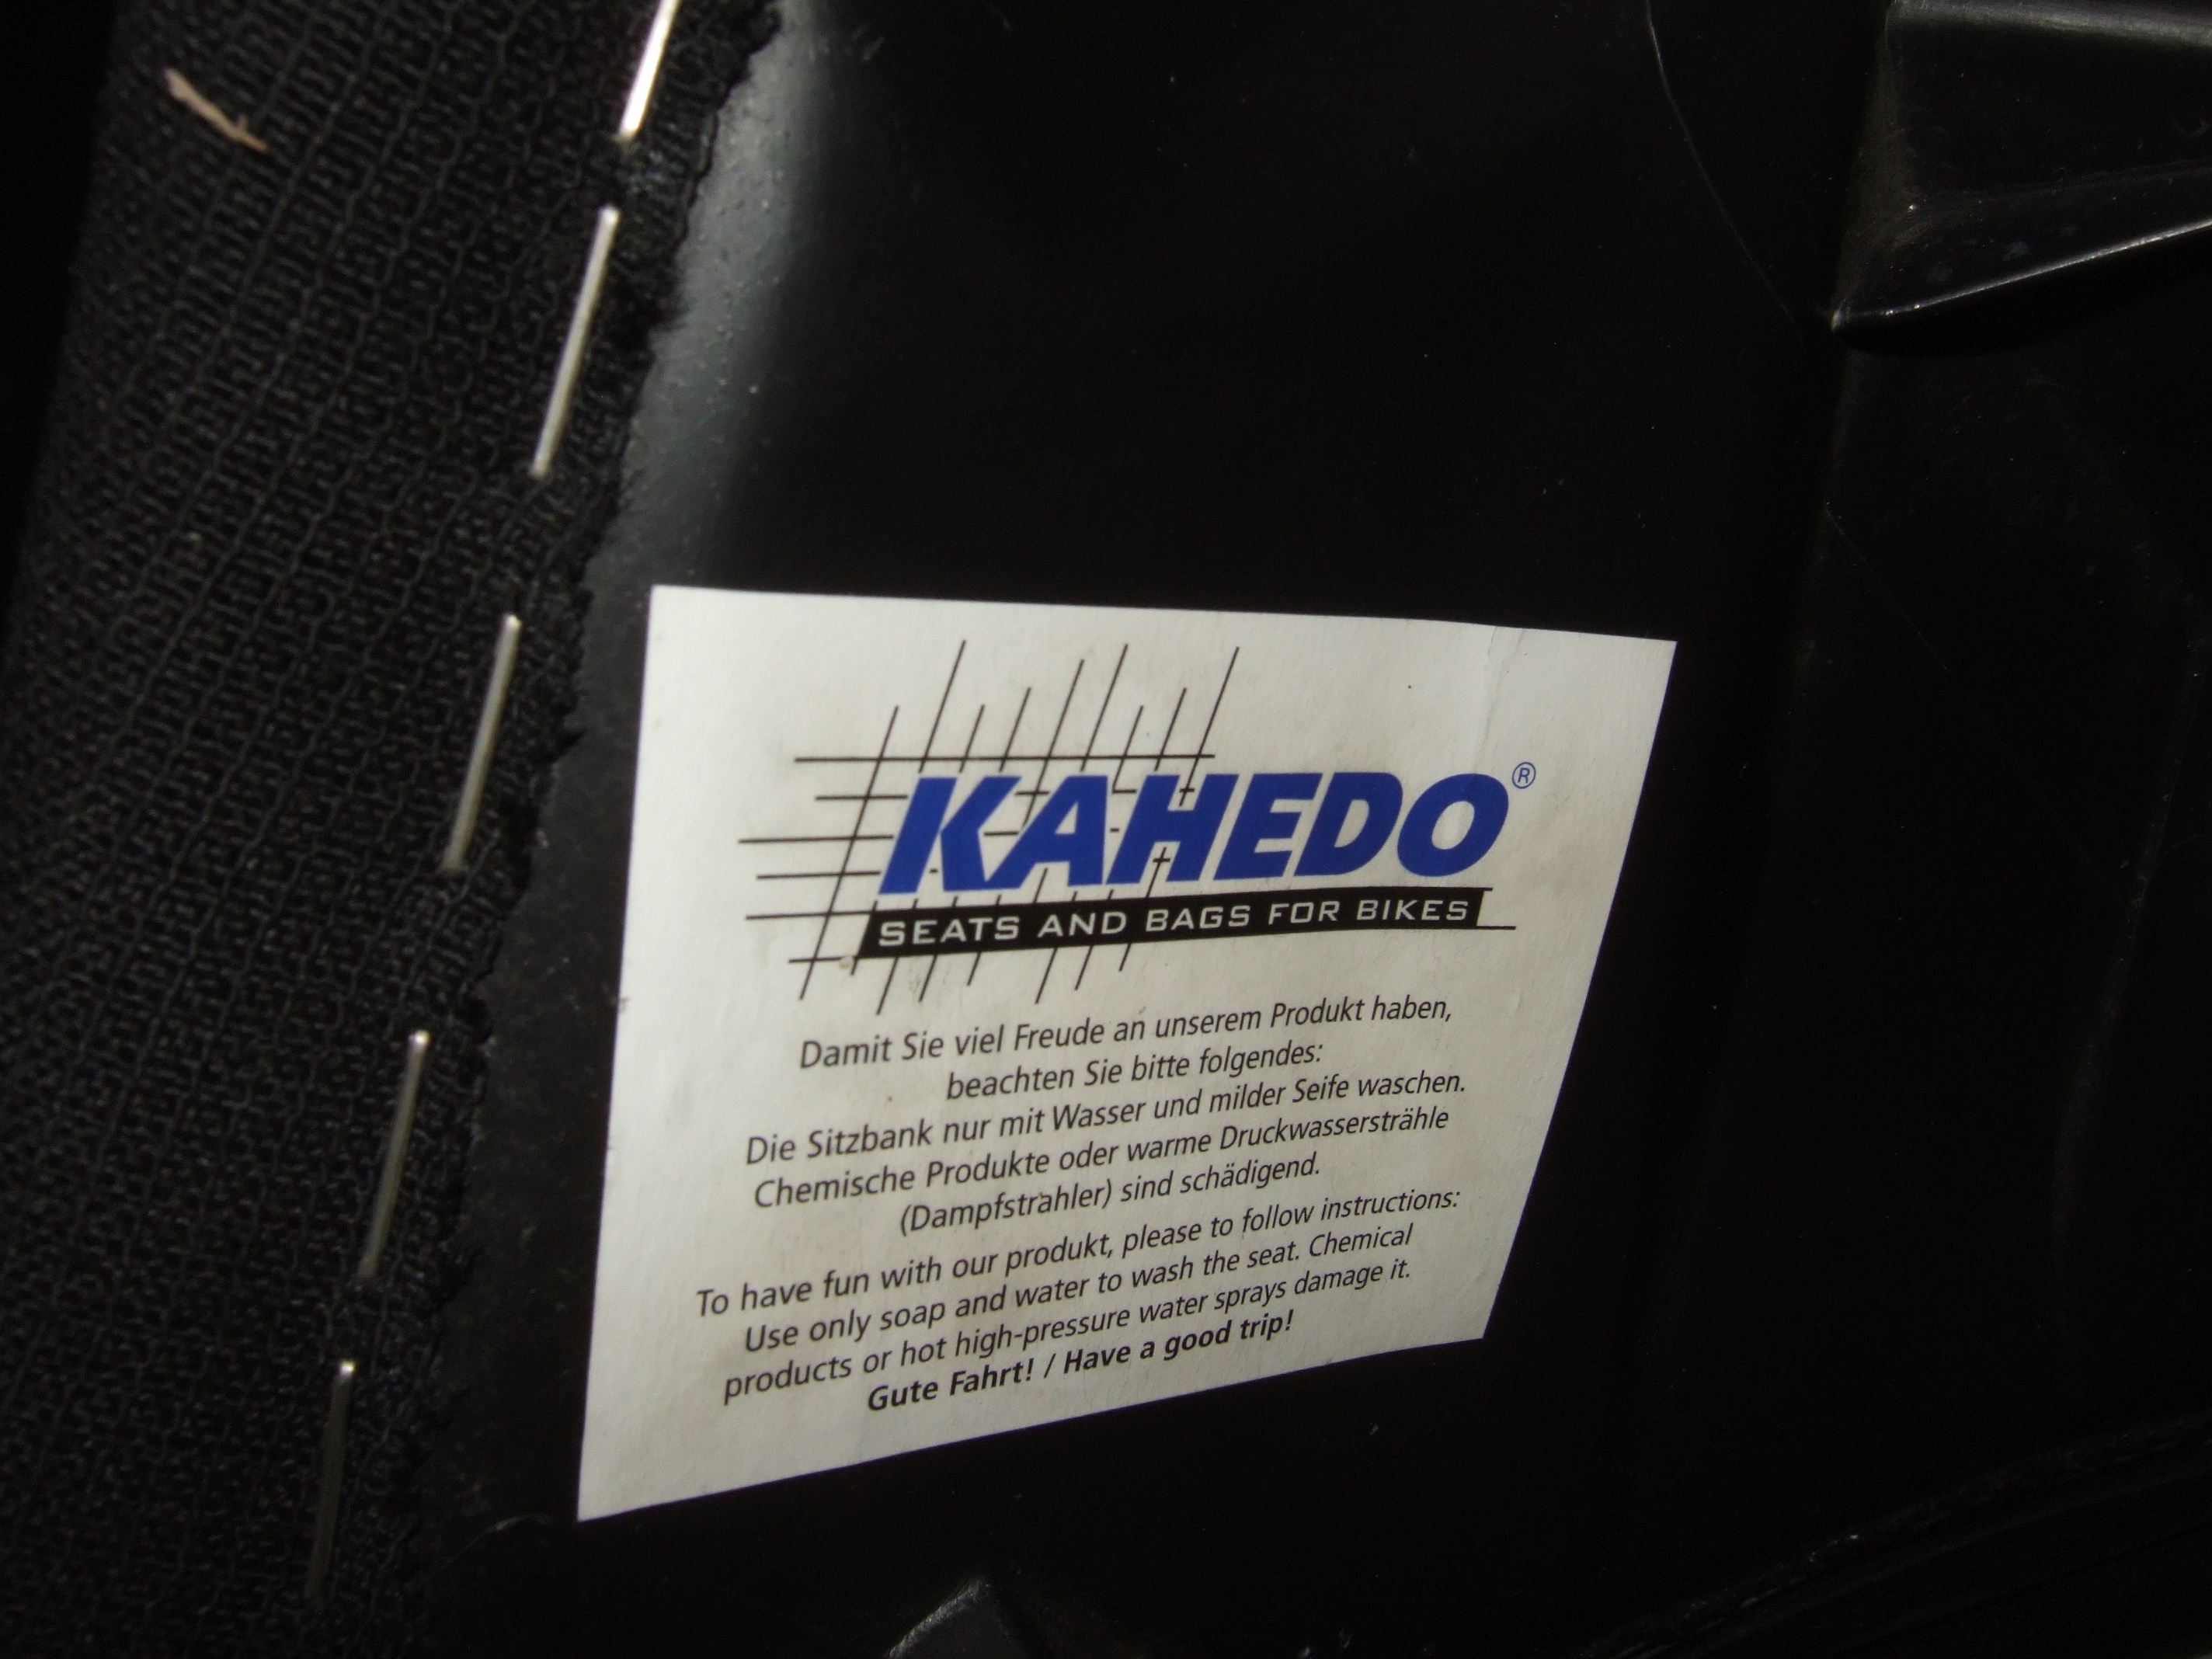 KAHEDO®
SEATS AND BAGS FOR BIKES
Damit Sie viel Freude an unserem Produkt haben,
beachten Sie bitte folgendes:
Die Sitzbank nur mit Wasser und milder Seife waschen.
Chemische Produkte oder warme Druckwassersträhle
(Dampfstrahler) sind schädigend.
To have fun with our produkt, please to follow instructions:
Use only soap and water to wash the seat. Chemical
products or hot high-pressure water sprays damage it.
Gute Fahrt! / Have a good trip!